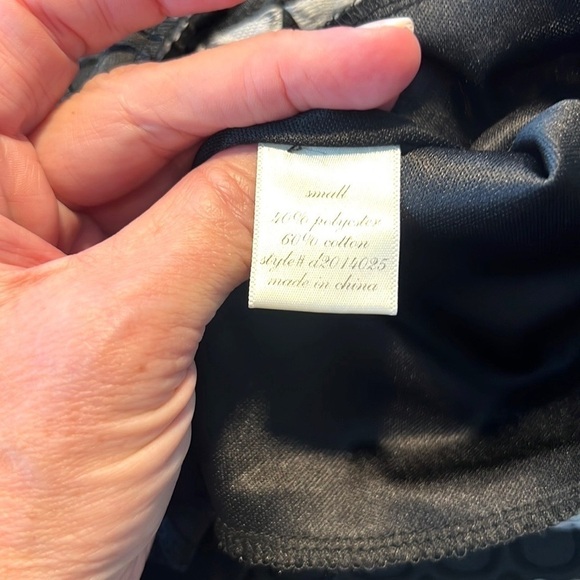 small
40% polyester
60% cotton
style# d2014025
made in china